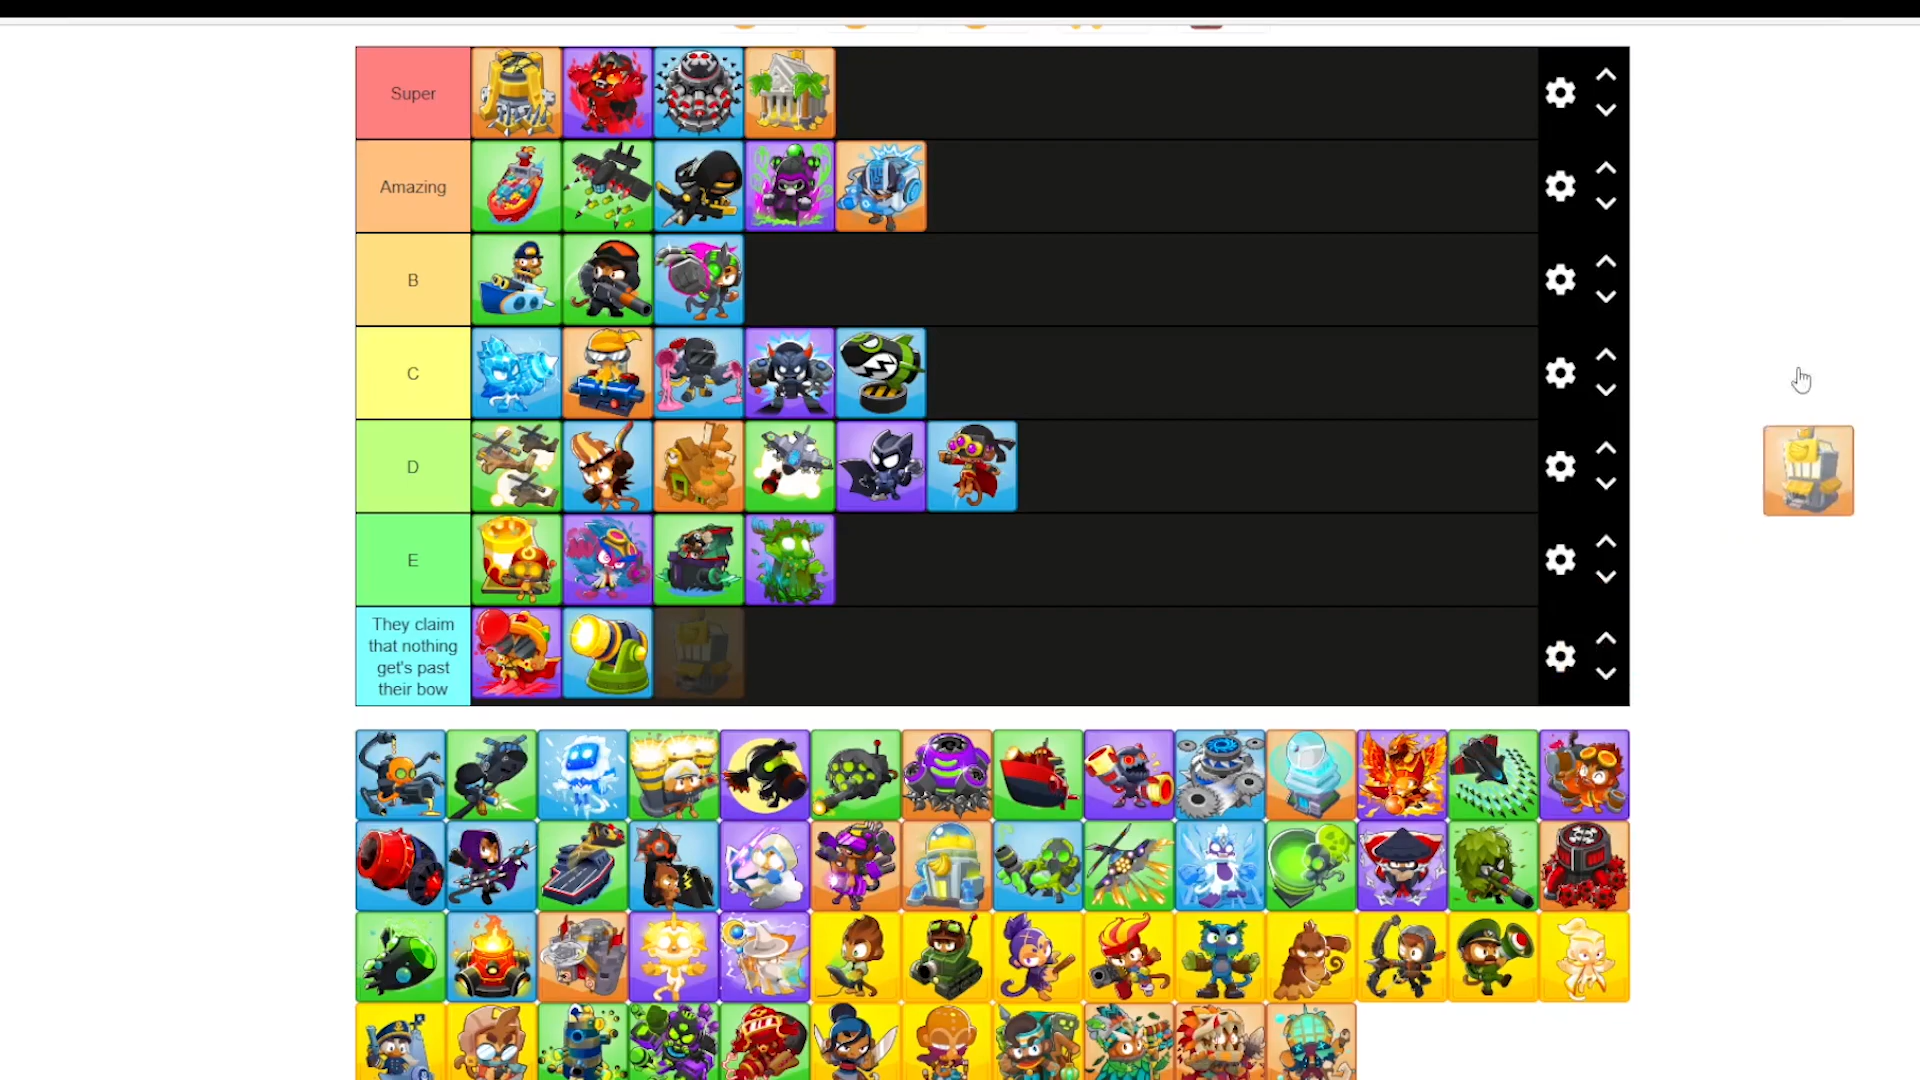 Super
Amazing
B
C
D
E
They claim
that nothing
get's past
their bow